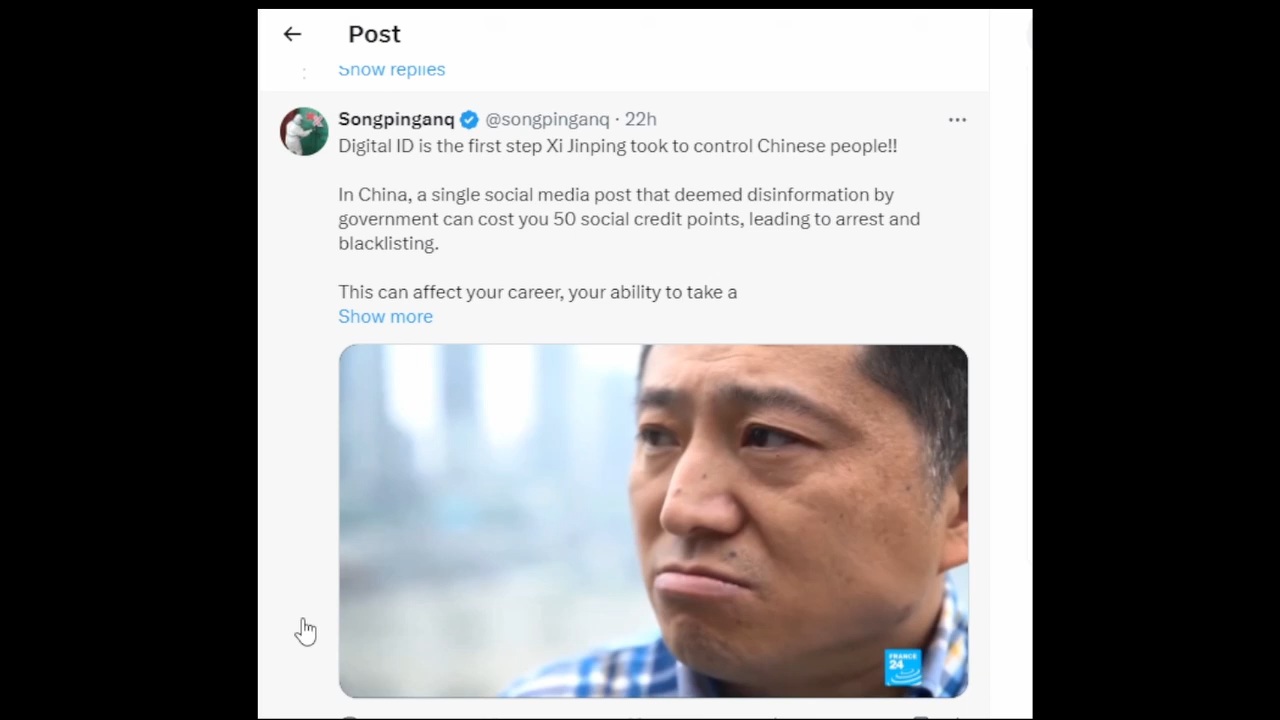 Post
Show replies
Songpinganq @songpinganq · 22h
Digital ID is the first step Xi Jinping took to control Chinese people!!
In China, a single social media post that deemed disinformation by
government can cost you 50 social credit points, leading to arrest and
blacklisting.
This can affect your career, your ability to take a
Show more
FRANCE
24